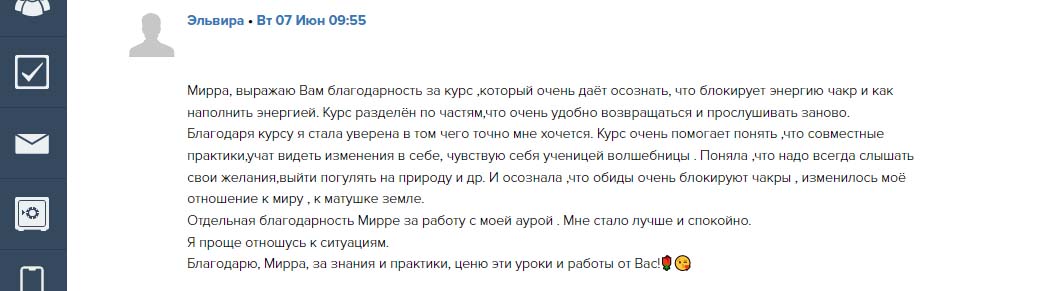 Эльвира • Вт 07 Июн 09:55
Мирра, выражаю Вам благодарность за курс ,который очень даёт осознать, что блокирует энергию чакр и как
наполнить энергией. Курс разделён по частям,что очень удобно возвращаться и прослушивать заново.
Благодаря курсу я стала уверена в том чего точно мне хочется. Курс очень помогает понять ,что совместные
практики,учат видеть изменения в себе, чувствую себя ученицей волшебницы . Поняла ,что надо всегда слышать
свои желания,выйти погулять на природу и др. И осознала ,что обиды очень блокируют чакры , изменилось моё
отношение к миру , к матушке земле.
Отдельная благодарность Мирре за работу с моей аурой . Мне стало лучше и спокойно.
Я проще отношусь к ситуациям.
Благодарю, Мирра, за знания и практики, ценю эти уроки и работы от Вас!🌹😘